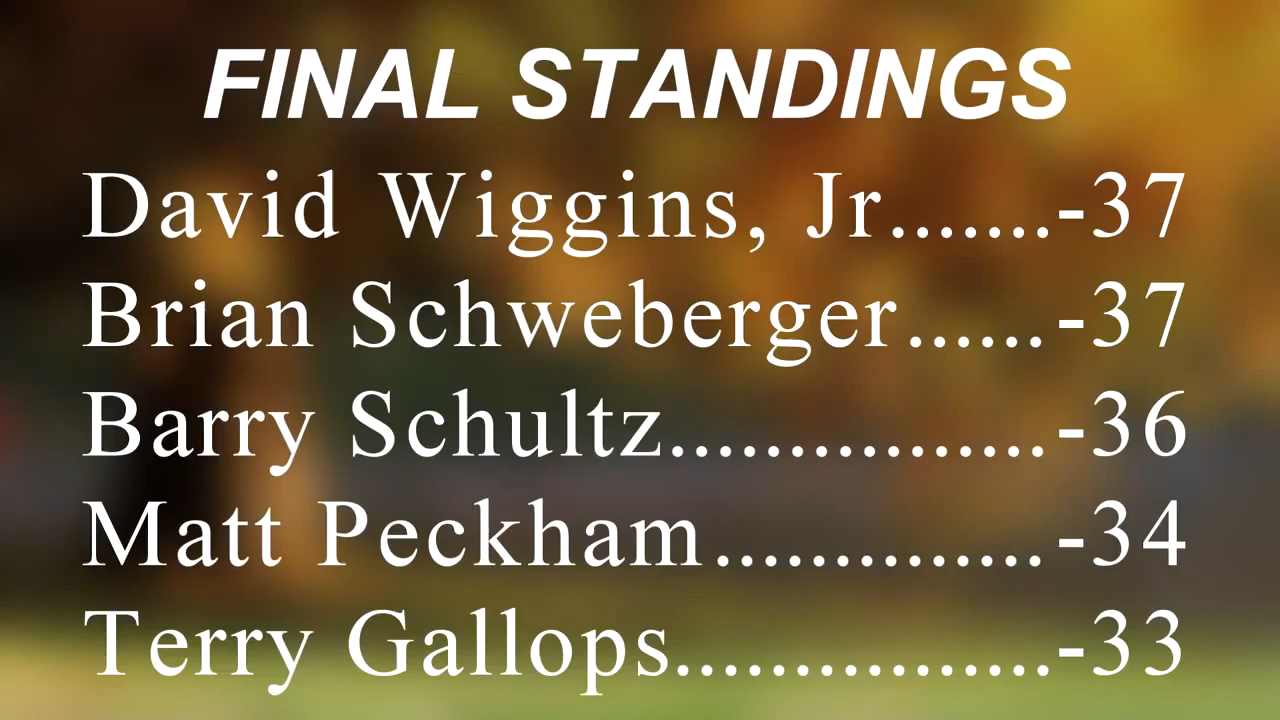 FINAL STANDINGS
David Wiggins, Jr.......-37
Brian Schweberger......-37
Barry Schultz................-36
Matt Peckham..............-34
Terry Gallops................-33